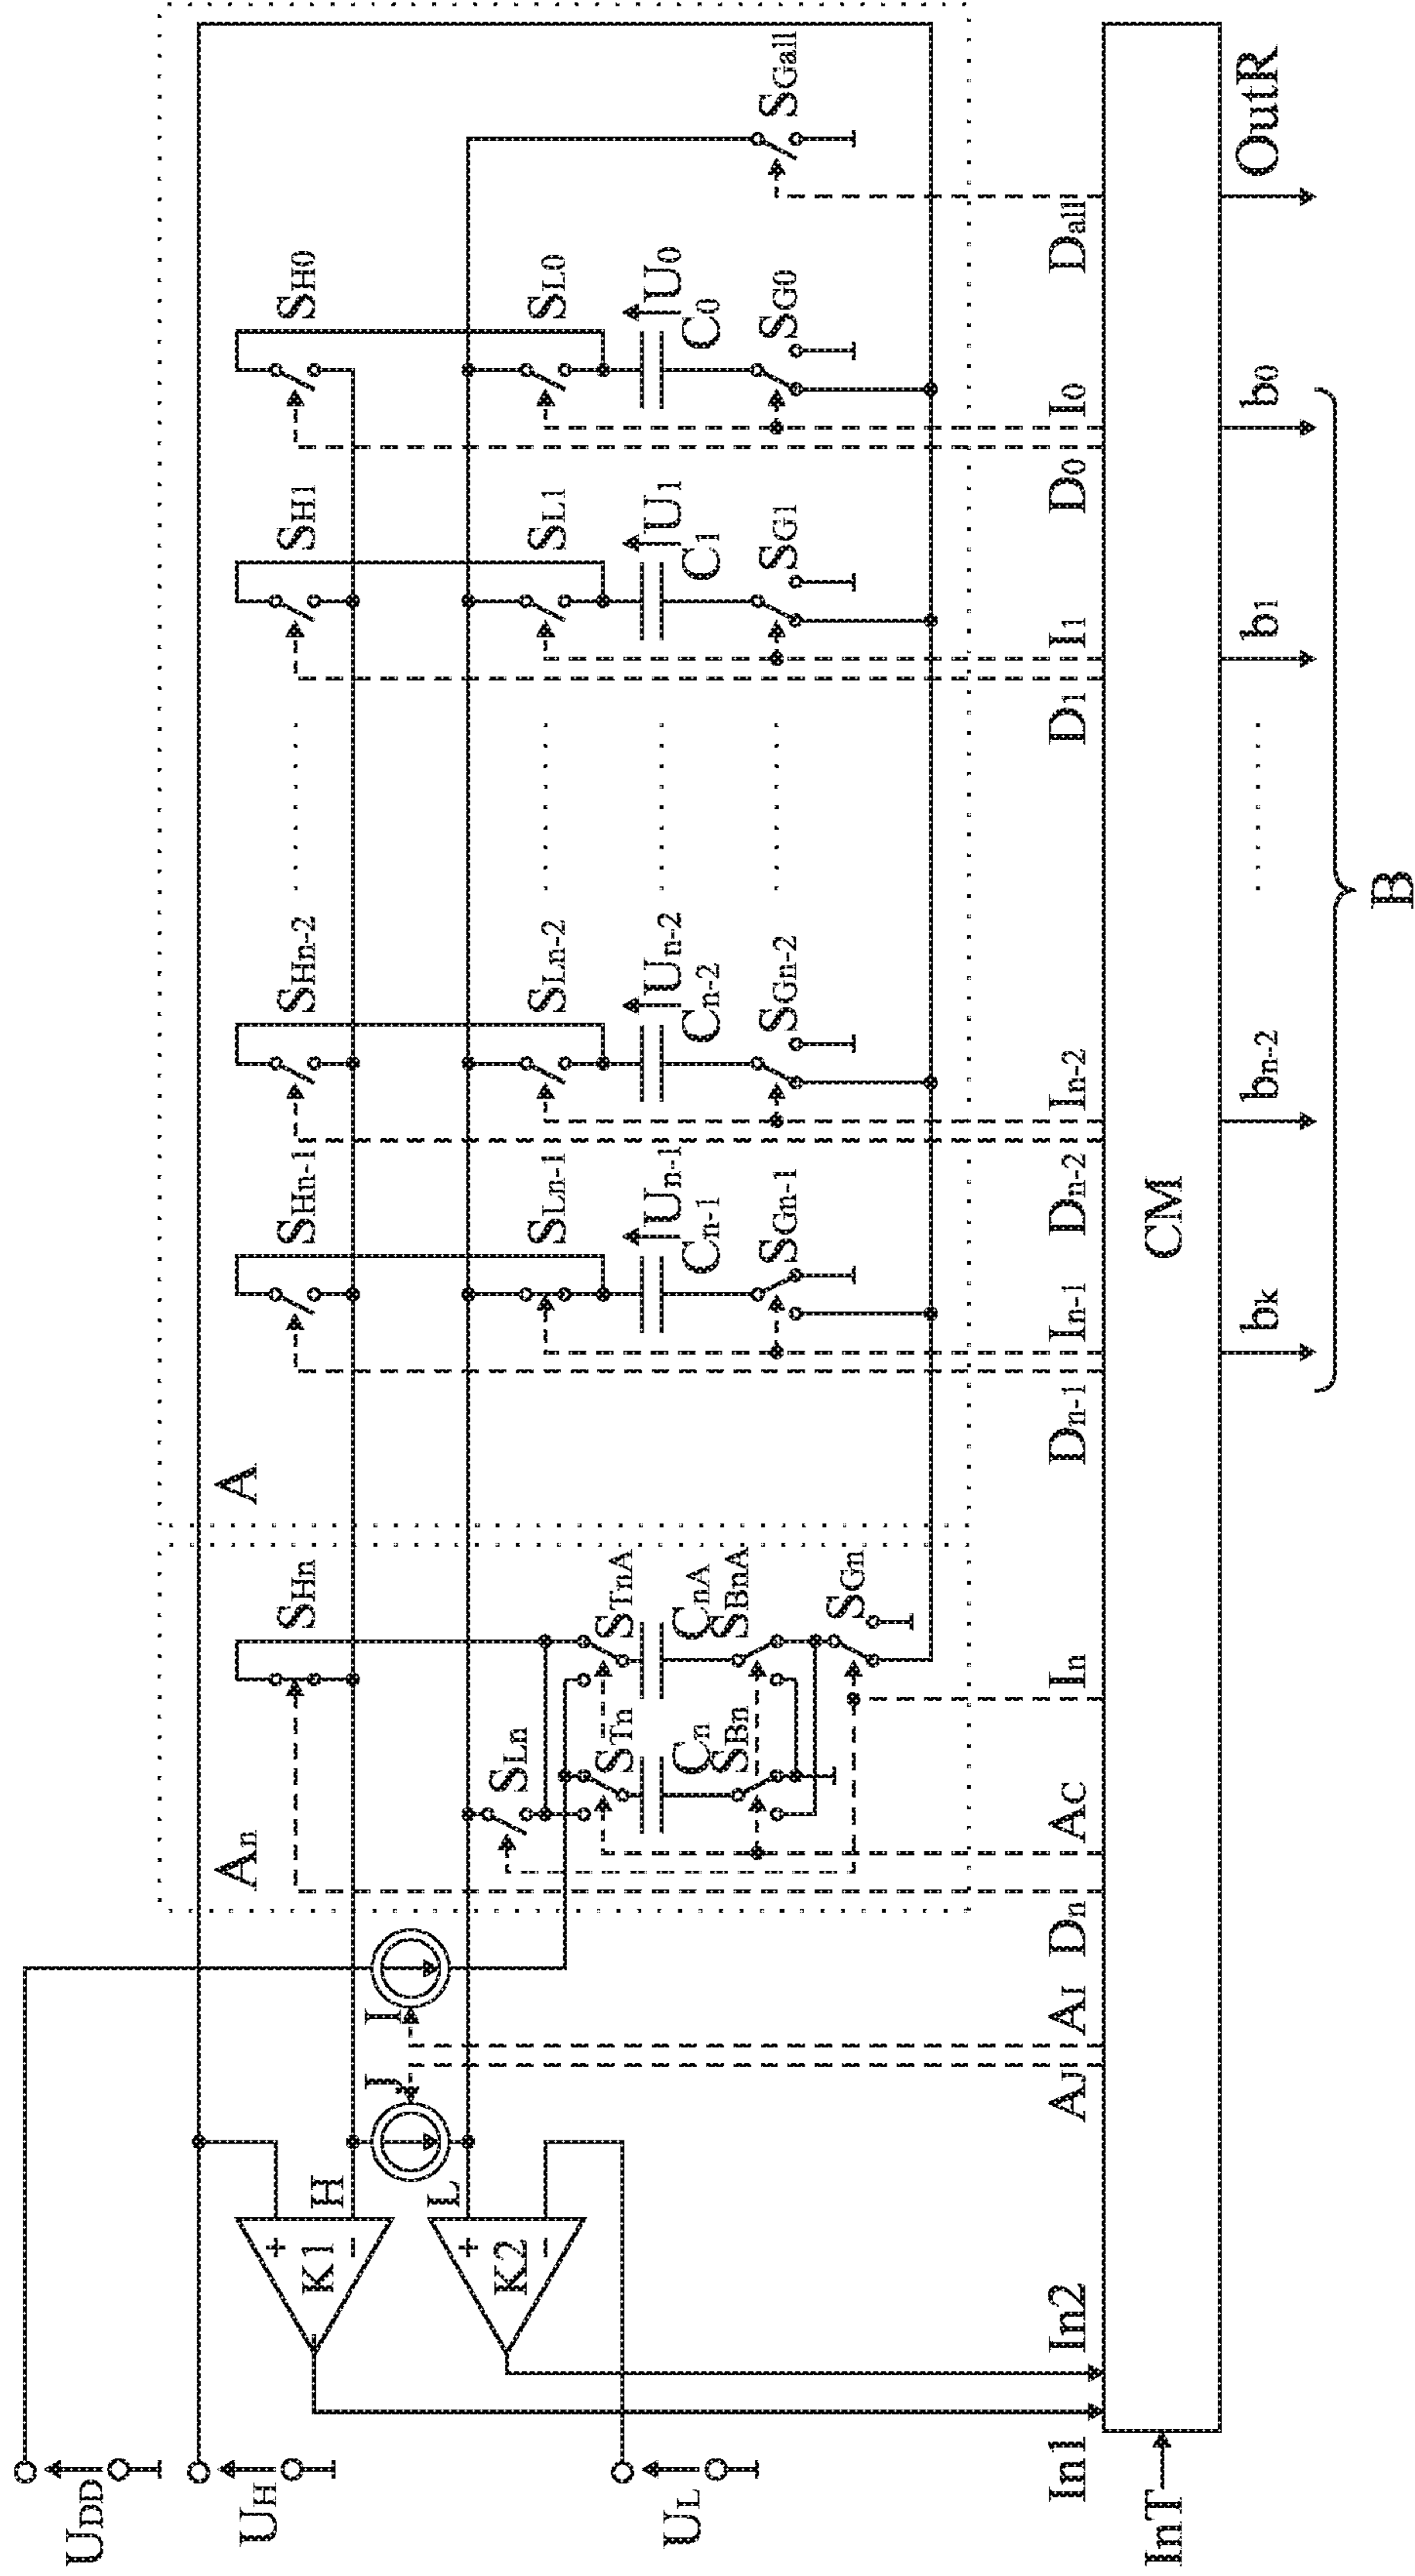 UDD
UH
UL
InT
In1
In2
K1
+
−
H
K2
+
−
L
J
I
An
A
SHn
SHn-1
SHn-2
SH1
SH0
SLn
SLn-1
SLn-2
SL1
SL0
STn
STnA
Cn
CnA
SBn
SBnA
SGn
Un-1
Cn-1
Un-2
Cn-2
U1
C1
U0
C0
SGn-1
SGn-2
SG1
SG0
SGall
AJ
AI
Dn
AC
In
Dn-1
In-1
Dn-2
In-2
D1
I1
D0
I0
Dall
CM
bk
bn-2
b1
b0
OutR
B